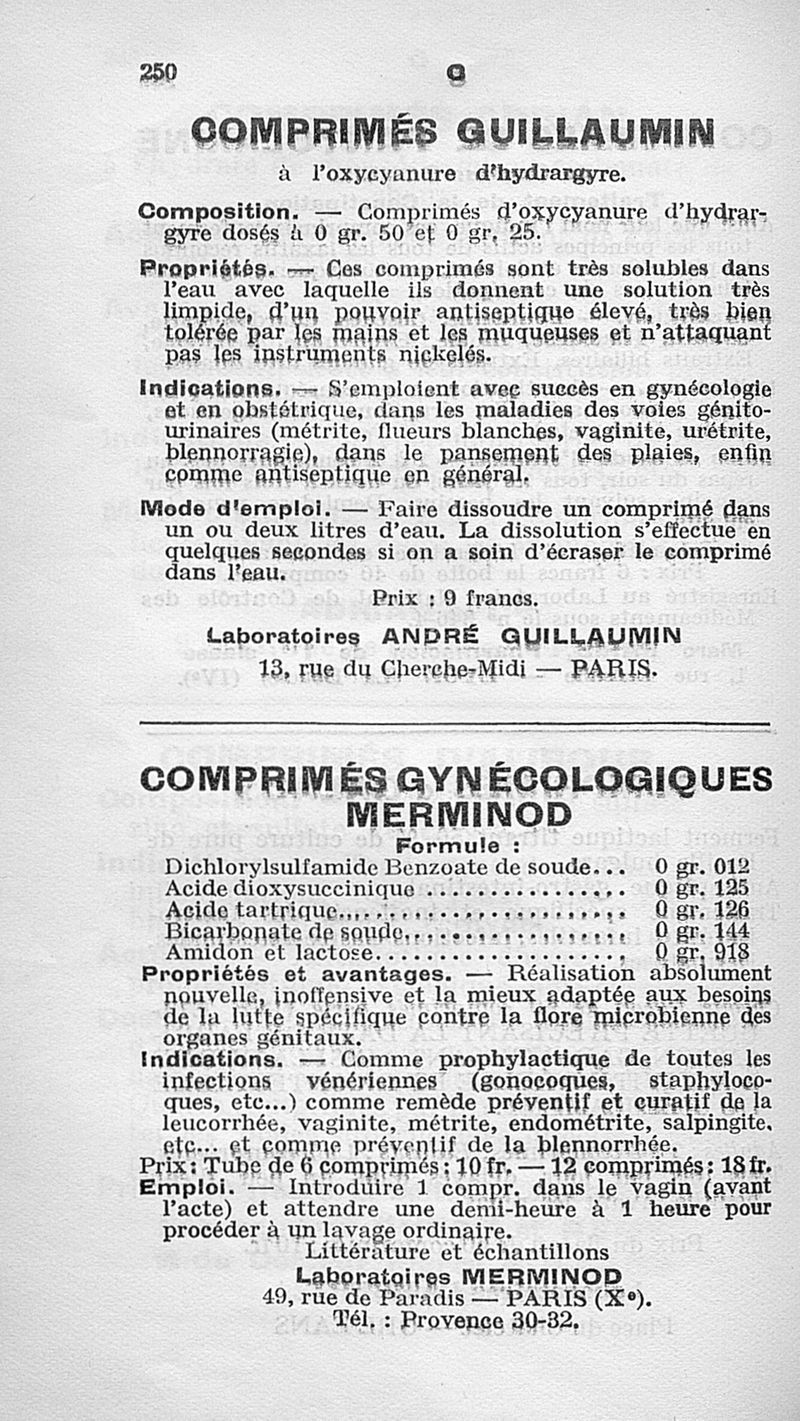 250
G
COMPRIMÉS GUILLAUMIN
à l'oxycyanure d'hydrargyre.
Composition. — Comprimés d'oxycyanure d'hydrar-
gyre dosés à 0 gr. 50 et 0 gr. 25.
Propriétés. — Ces comprimés sont très solubles dans
l'eau avec laquelle ils donnent une solution très
limpide, d'un pouvoir antiseptique élevé, très bien
tolérée par les mains et les muqueuses et n'attaquant
pas les instruments nickelés.
Indications. — S'emploient avec succès en gynécologie
et en obstétrique, dans les maladies des voies génito-
urinaires (métrite, flueurs blanches, vaginite, urétrite,
blennorragie), dans le pansement des plaies, enfin
comme antiseptique en général.
Mode d'emploi. — Faire dissoudre un comprimé dans
un ou deux litres d'eau. La dissolution s'effectue en
quelques secondes si on a soin d'écraser le comprimé
dans l'eau.
Prix : 9 francs.
Laboratoires ANDRÉ GUILLAUMIN
13, rue du Cherche-Midi — PARIS.
COMPRIMÉS GYNÉCOLOGIQUES
MERMINOD
Formule :
Dichlorylsulfamide Benzoate de soude... 0 gr. 012
Acide dioxysuccinique ................ 0 gr. 125
Acide tartrique....................... 0 gr. 126
Bicarbonate de soude.................. 0 gr. 144
Amidon et lactose..................... 0 gr. 918
Propriétés et avantages. — Réalisation absolument
nouvelle, inoffensive et la mieux adaptée aux besoins
de la lutte spécifique contre la flore microbienne des
organes génitaux.
Indications. — Comme prophylactique de toutes les
infections vénériennes (gonocoques, staphyloco-
ques, etc...) comme remède préventif et curatif de la
leucorrhée, vaginite, métrite, endométrite, salpingite,
etc... et comme préventif de la blennorrhée.
Prix : Tube de 6 comprimés : 10 fr. — 12 comprimés : 18 fr.
Emploi. — Introduire 1 compr. dans le vagin (avant
l'acte) et attendre une demi-heure à 1 heure pour
procéder à un lavage ordinaire.
Littérature et échantillons
Laboratoires MERMINOD
49, rue de Paradis — PARIS (Xe).
Tél. : Provence 30-32.